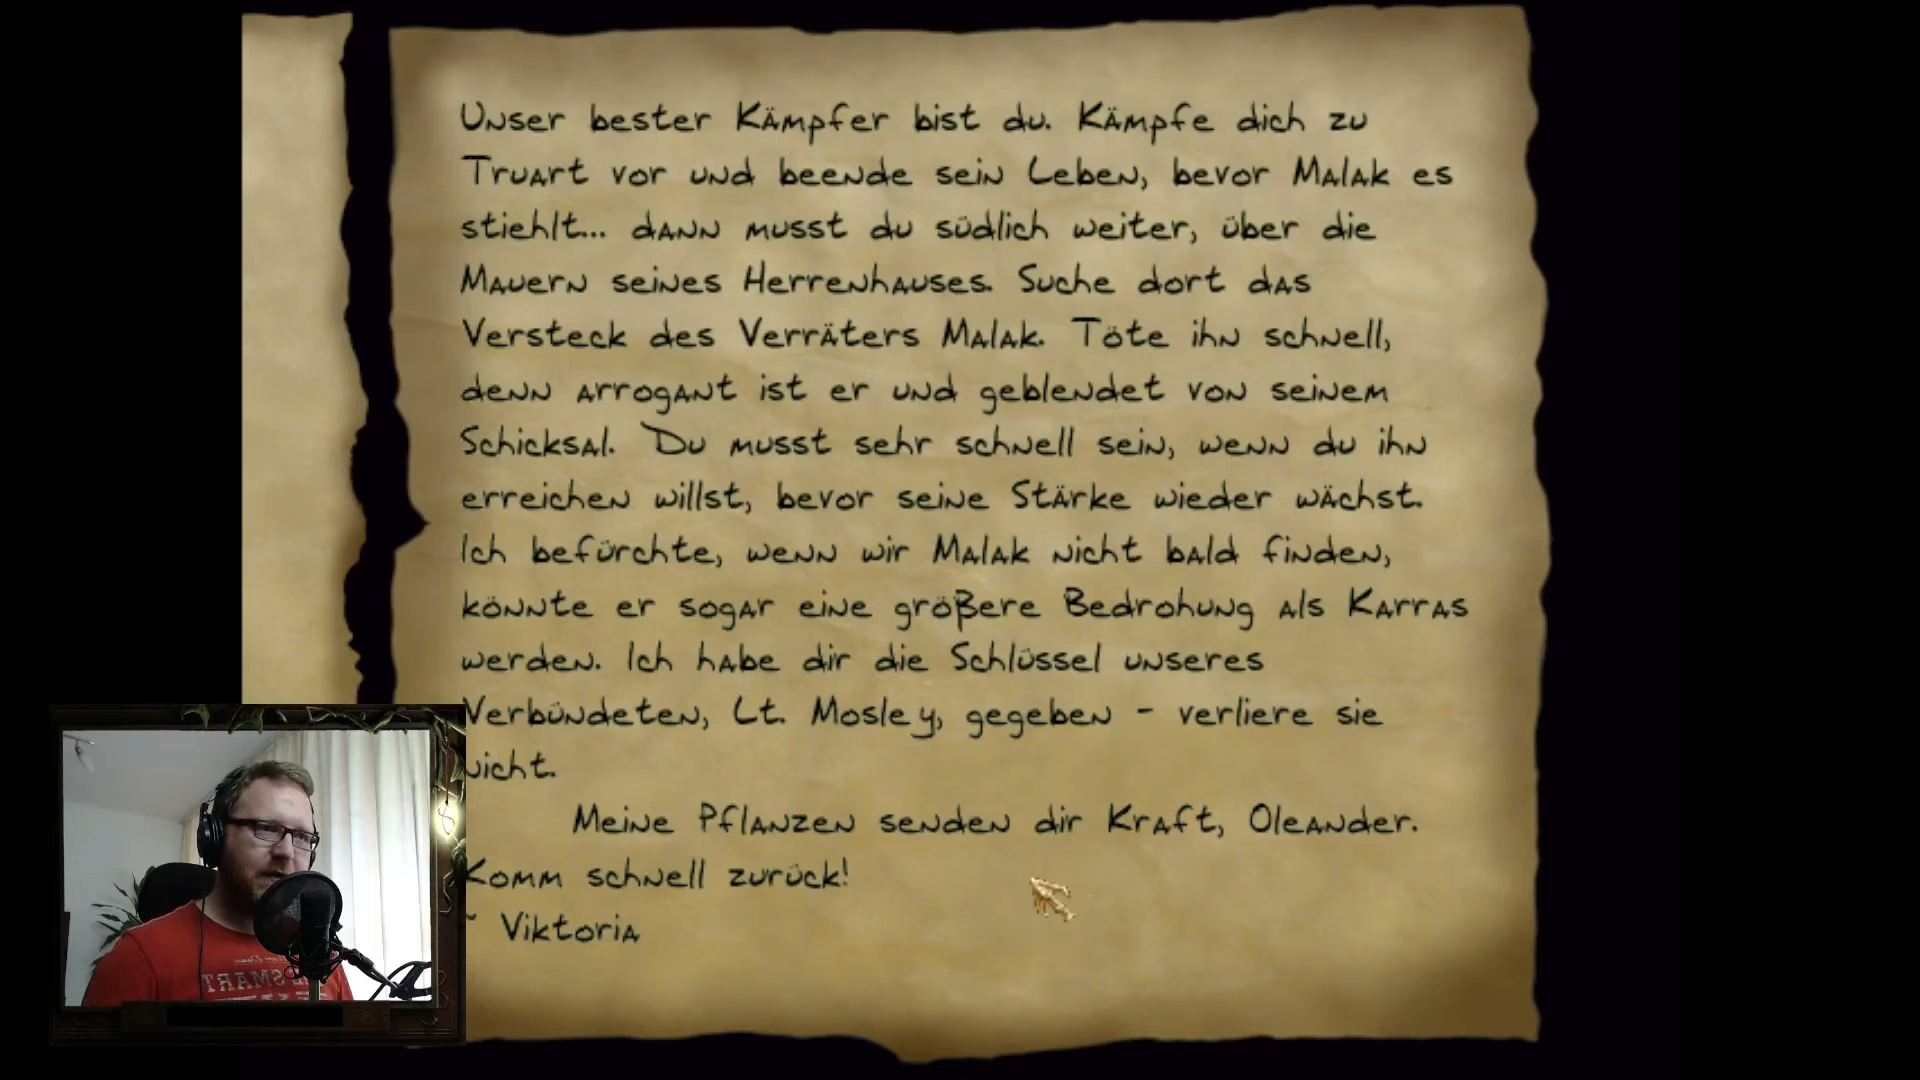 Unser bester Kämpfer bist du. Kämpfe dich zu
Truart vor und beende sein Leben, bevor Malak es
stiehlt... dann musst du südlich weiter, über die
Mauern seines Herrenhauses. Suche dort das
Versteck des Verräters Malak. Töte ihn schnell,
denn arrogant ist er und geblendet von seinem
Schicksal. Du musst sehr schnell sein, wenn du ihn
erreichen willst, bevor seine Stärke wieder wächst.
Ich befürchte, wenn wir Malak nicht bald finden,
könnte er sogar eine größere Bedrohung als Karras
werden. Ich habe dir die Schlüssel unseres
Verbündeten, Lt. Mosley, gegeben - verliere sie
nicht.
Meine Pflanzen senden dir Kraft, Oleander.
Komm schnell zurück!
~ Viktoria